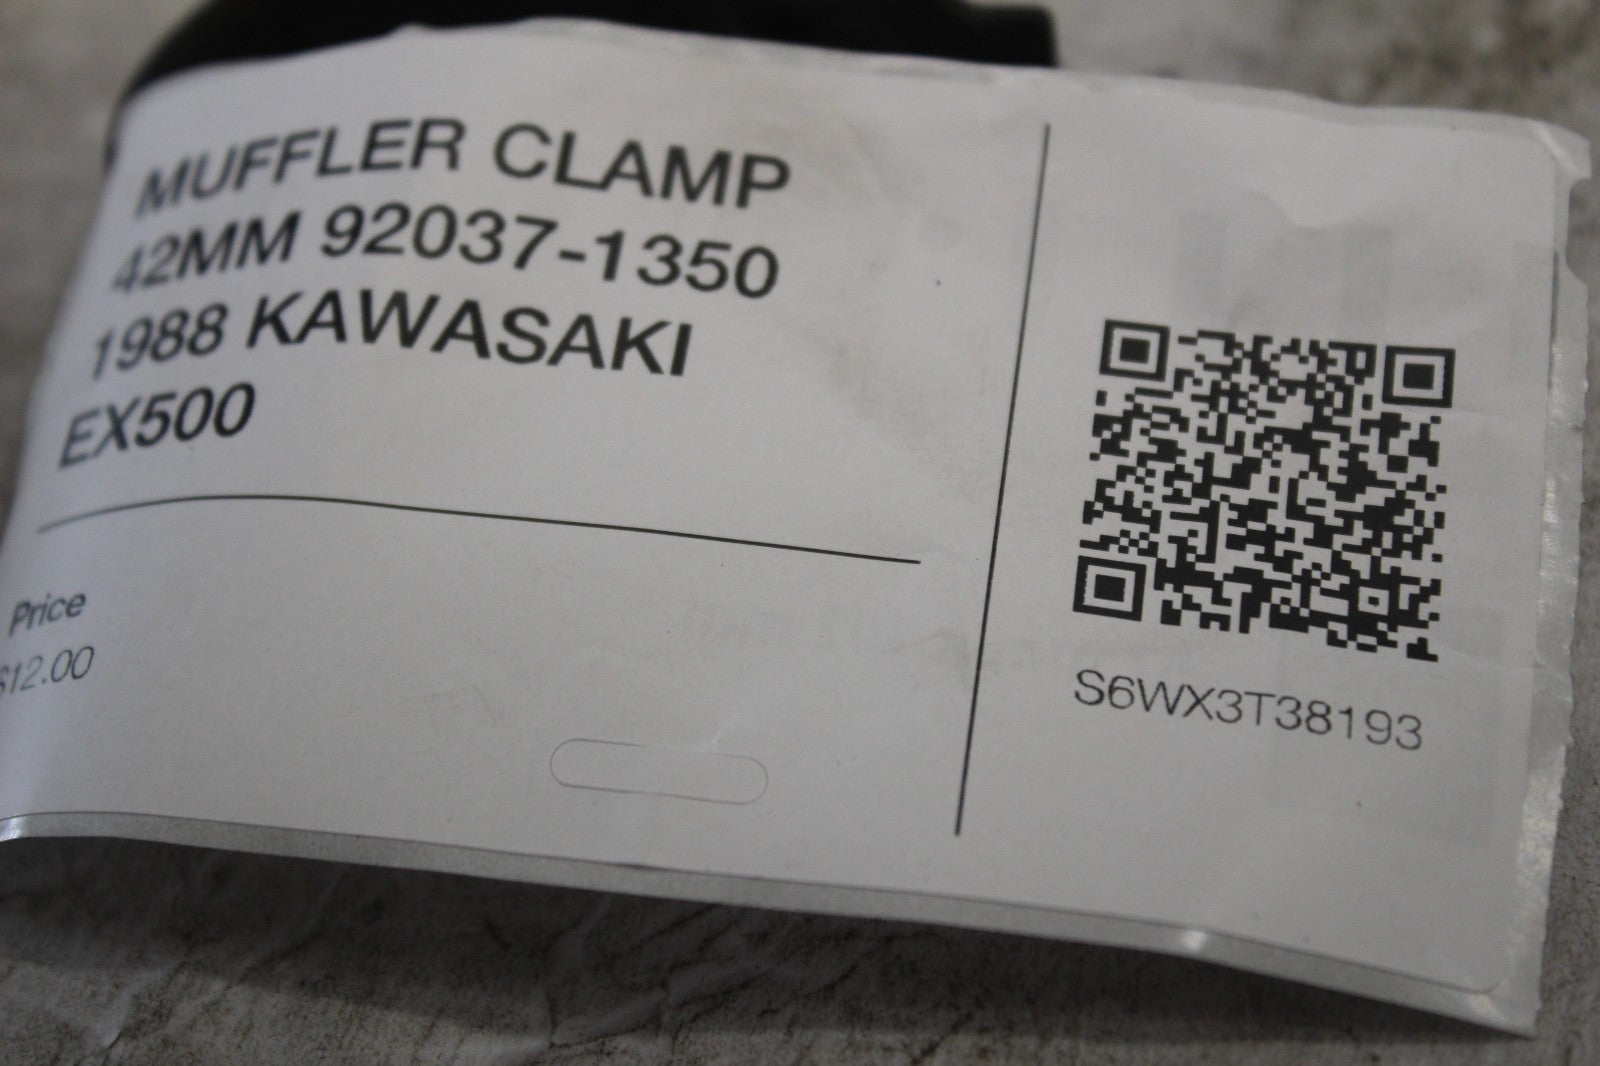 MUFFLER CLAMP
42MM 92037-1350
1988 KAWASAKI
EX500
Price
$12.00
S6WX3T38193